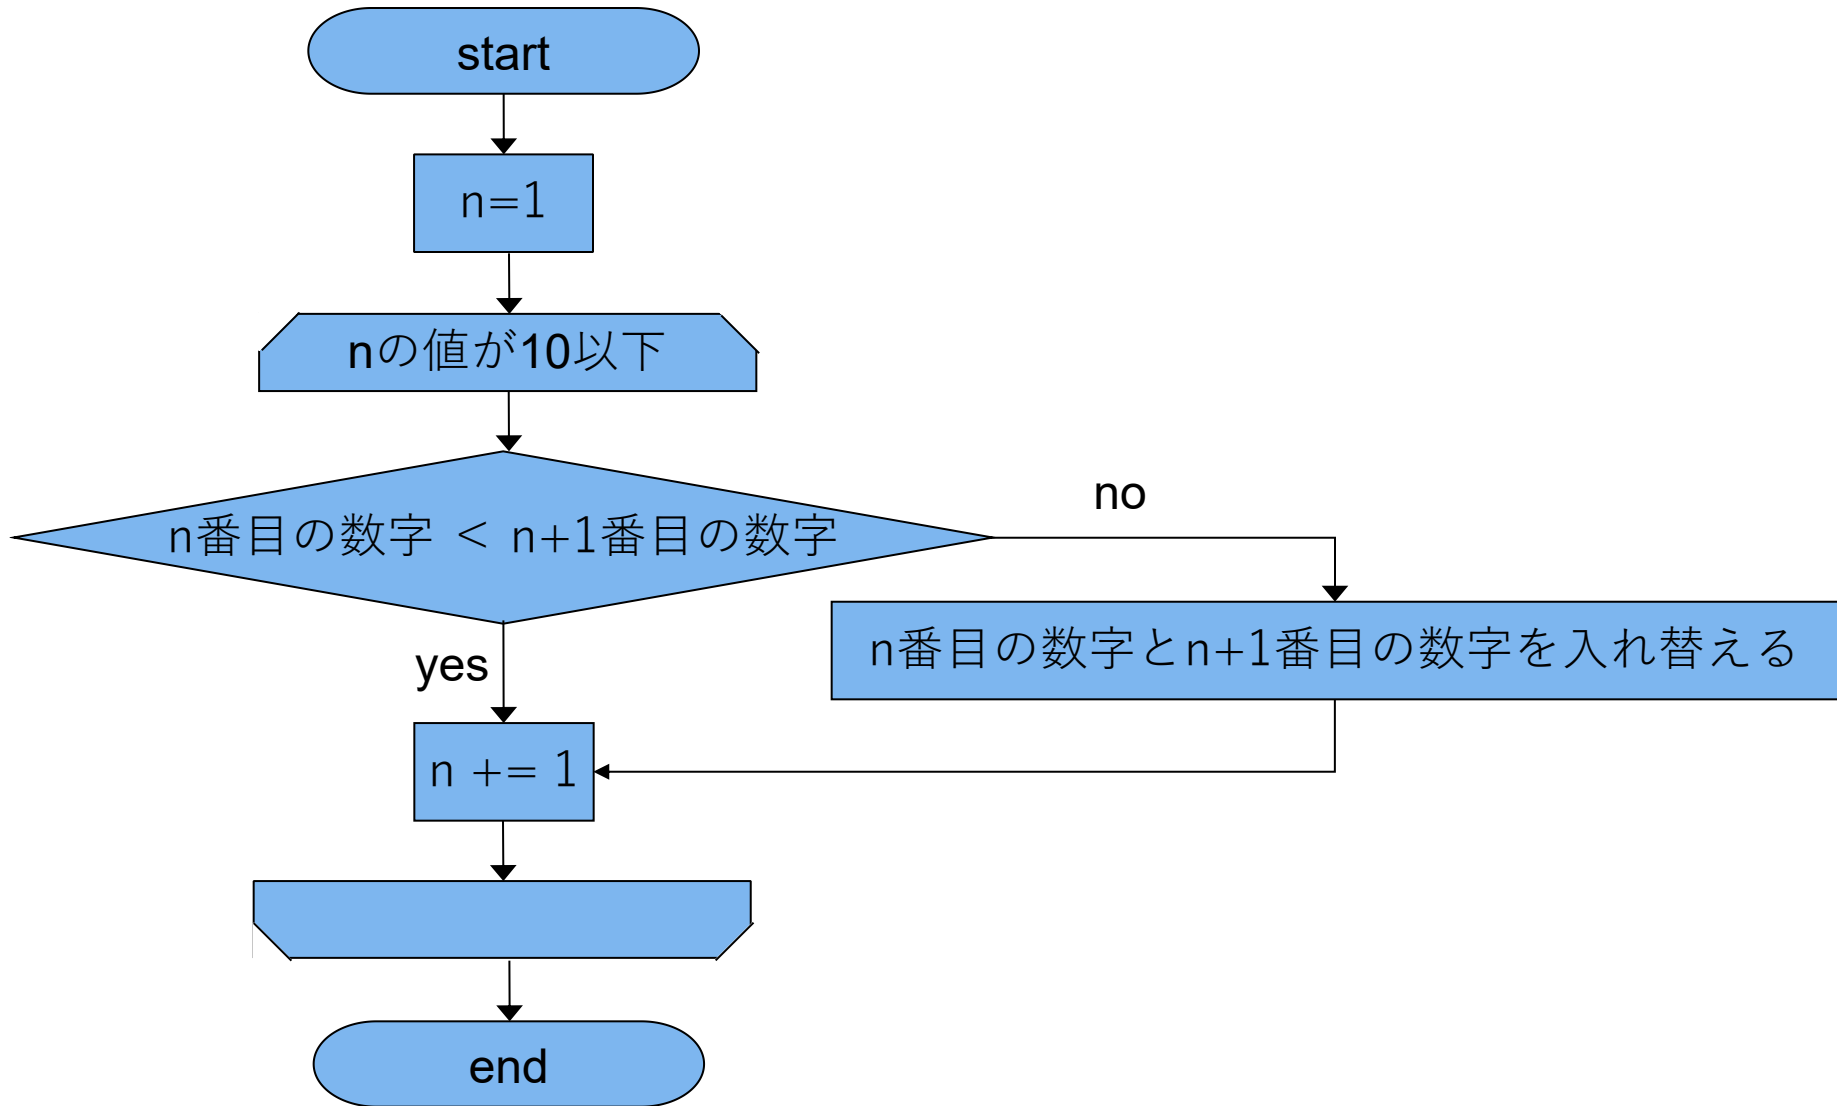 start
n=1
nの値が10以下
n番目の数字 < n+1番目の数字
no
n番目の数字とn+1番目の数字を入れ替える
yes
n += 1
end